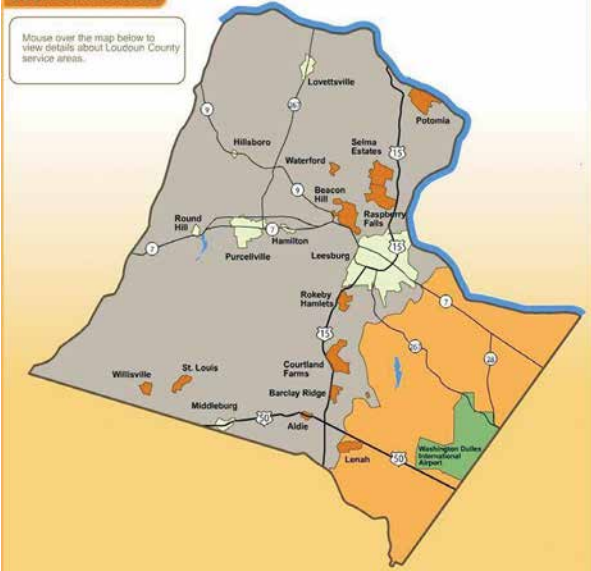 Mouse over the map below to
view details about Loudoun County
service areas.
Lovettsville
267
9
Potomia
Hillsboro
Selma
Estates
15
Waterford
9
Beacon
Hill
Raspberry
Falls
Round
Hill
7
7
Hamilton
Purcellville
Leesburg
15
Rokeby
Hamlets
7
15
267
28
Courtland
Farms
Willisville
St. Louis
Barclay Ridge
Middleburg
50
Aldie
Lenah
50
Washington Dulles
International
Airport